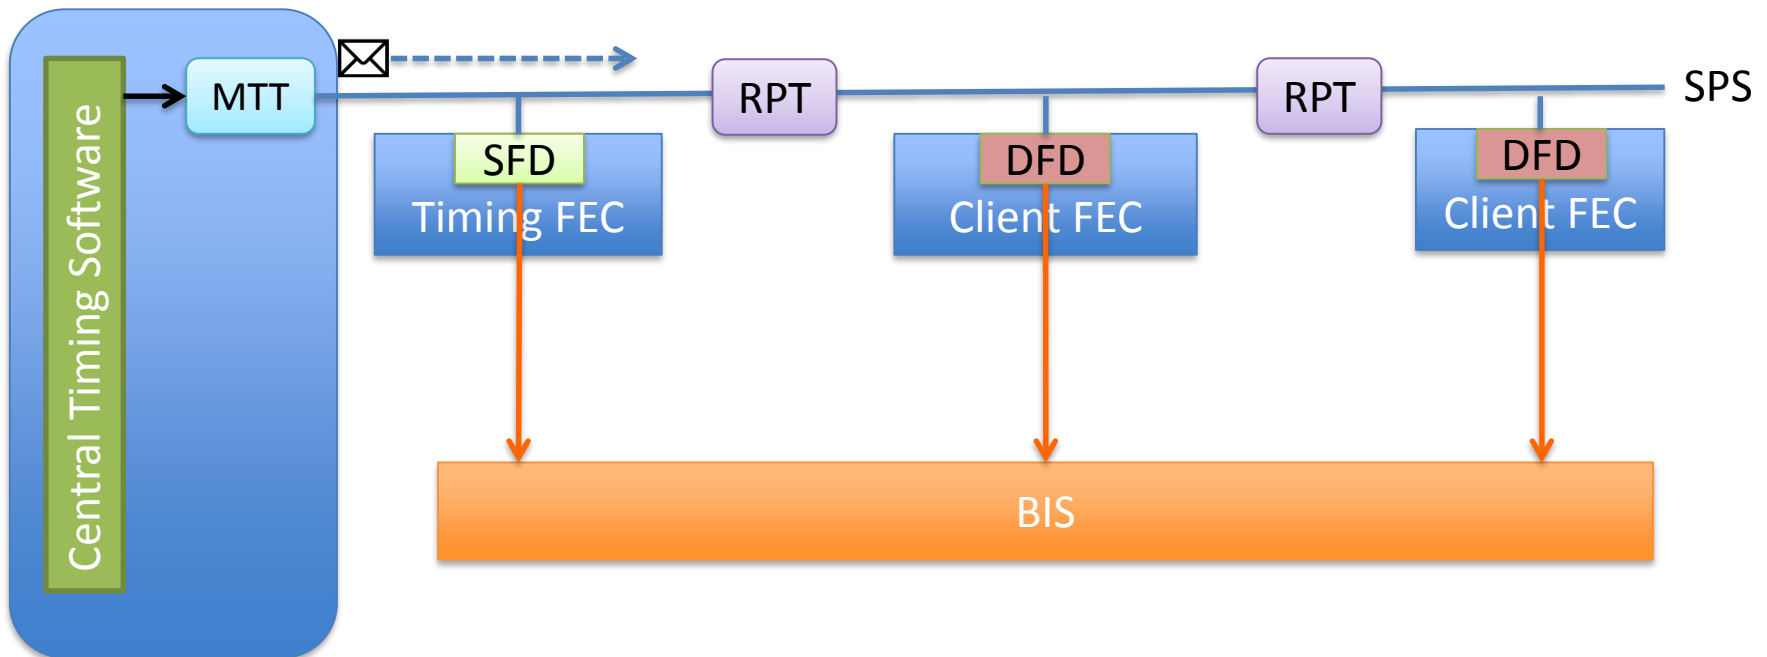 Central Timing Software
MTT
RPT
RPT
SPS
SFD
Timing FEC
DFD
Client FEC
DFD
Client FEC
BIS